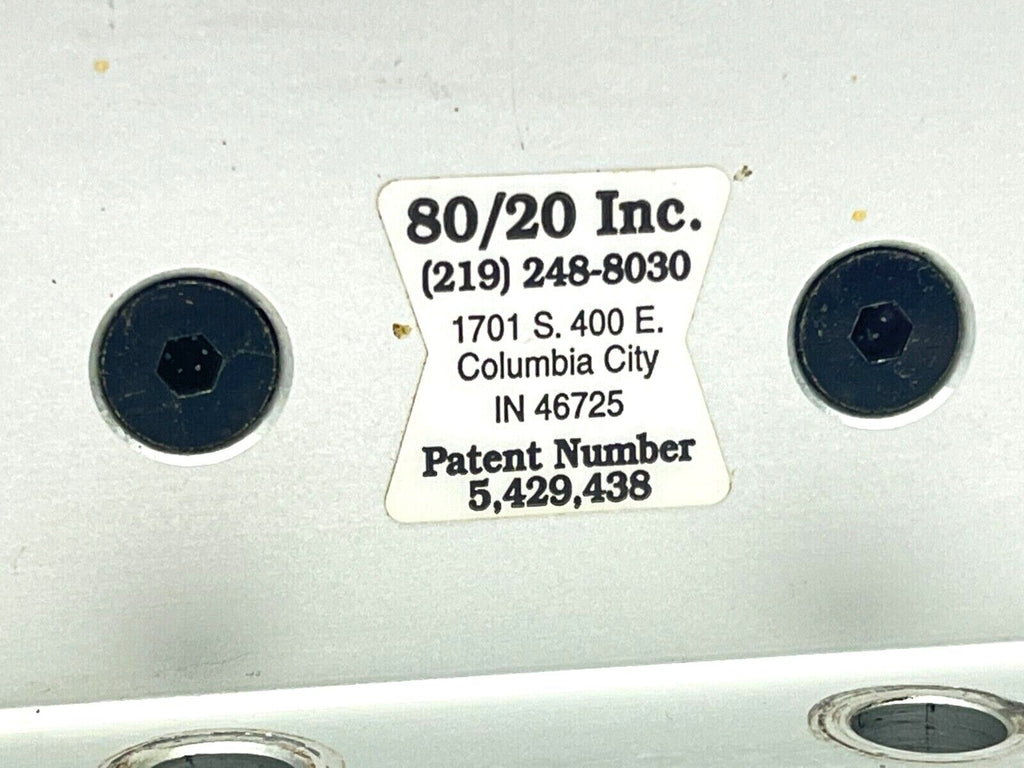 80/20 Inc.
(219) 248-8030
1701 S. 400 E.
Columbia City
IN 46725
Patent Number
5,429,438